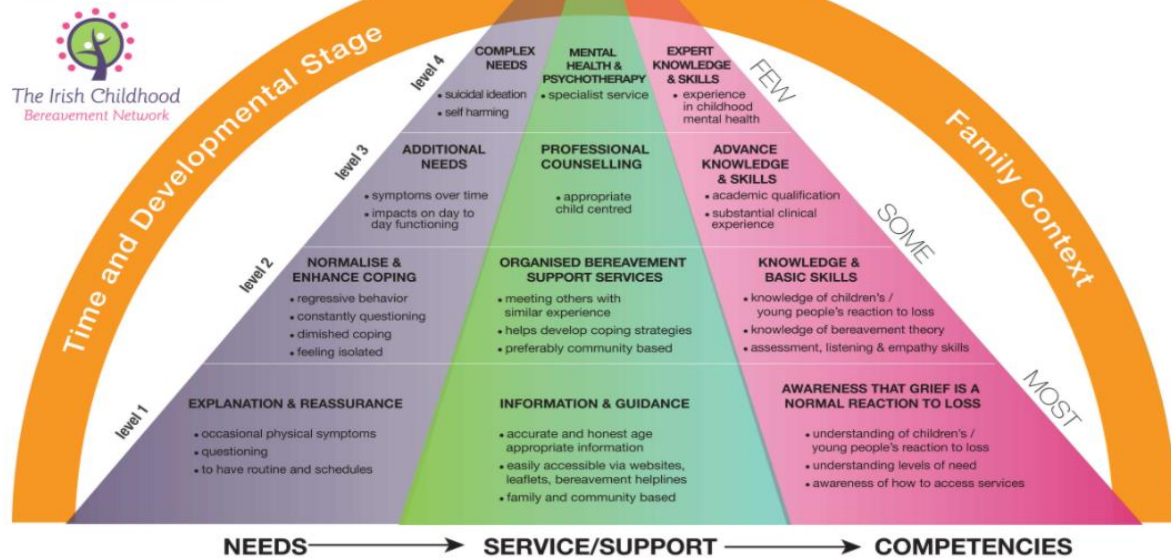 The Irish Childhood
Bereavement Network
Time and Developmental Stage
Family Context
level 4
COMPLEX
NEEDS
• suicidal ideation
• self harming
MENTAL
HEALTH &
PSYCHOTHERAPY
• specialist service
EXPERT
KNOWLEDGE
& SKILLS
• experience
in childhood
mental health
FEW
level 3
ADDITIONAL
NEEDS
• symptoms over time
• impacts on day to
day functioning
PROFESSIONAL
COUNSELLING
• appropriate
child centred
ADVANCE
KNOWLEDGE
& SKILLS
• academic qualification
• substantial clinical
experience
SOME
level 2
NORMALISE &
ENHANCE COPING
• regressive behavior
• constantly questioning
• dimished coping
• feeling isolated
ORGANISED BEREAVEMENT
SUPPORT SERVICES
• meeting others with
similar experience
• helps develop coping strategies
• preferably community based
KNOWLEDGE &
BASIC SKILLS
• knowledge of children's /
young people's reaction to loss
• knowledge of bereavement theory
• assessment, listening & empathy skills
MOST
level 1
EXPLANATION & REASSURANCE
• occasional physical symptoms
• questioning
• to have routine and schedules
INFORMATION & GUIDANCE
• accurate and honest age
appropriate information
• easily accessible via websites,
leaflets, bereavement helplines
• family and community based
AWARENESS THAT GRIEF IS A
NORMAL REACTION TO LOSS
• understanding of children's /
young people's reaction to loss
• understanding levels of need
• awareness of how to access services
NEEDS → SERVICE/SUPPORT → COMPETENCIES